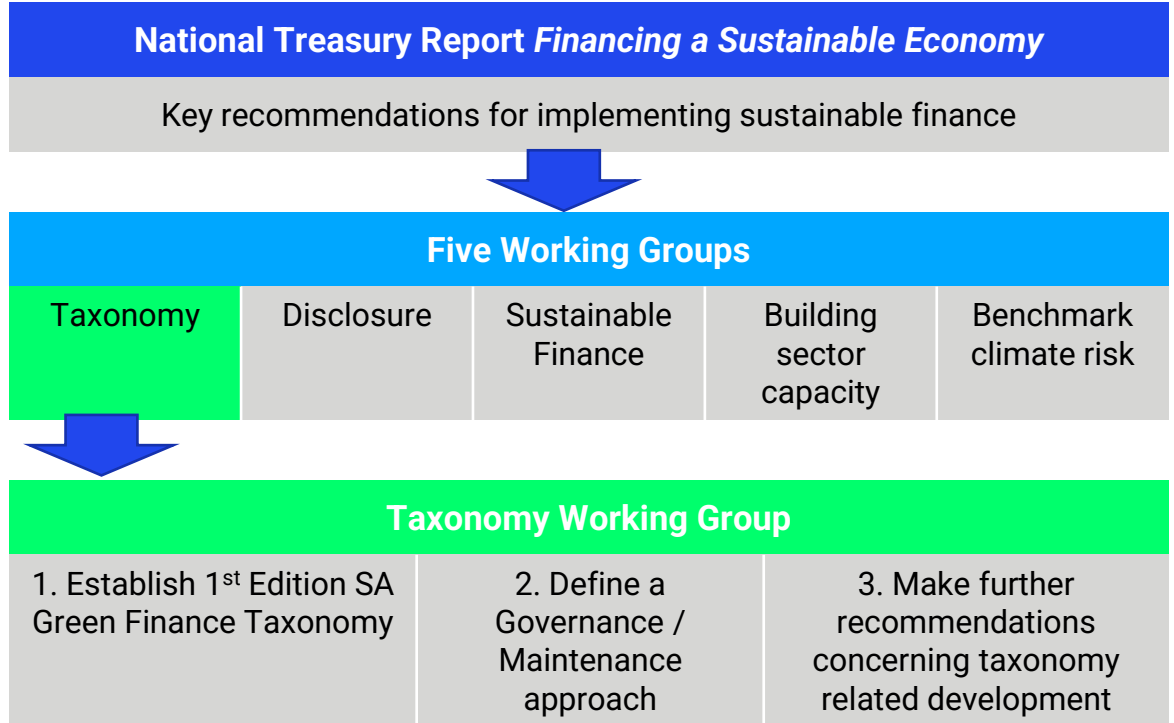 National Treasury Report Financing a Sustainable Economy
Key recommendations for implementing sustainable finance
Five Working Groups
Taxonomy
Disclosure
Sustainable
Finance
Building
sector
capacity
Benchmark
climate risk
Taxonomy Working Group
1. Establish 1st Edition SA
Green Finance Taxonomy
2. Define a
Governance /
Maintenance
approach
3. Make further
recommendations
concerning taxonomy
related development